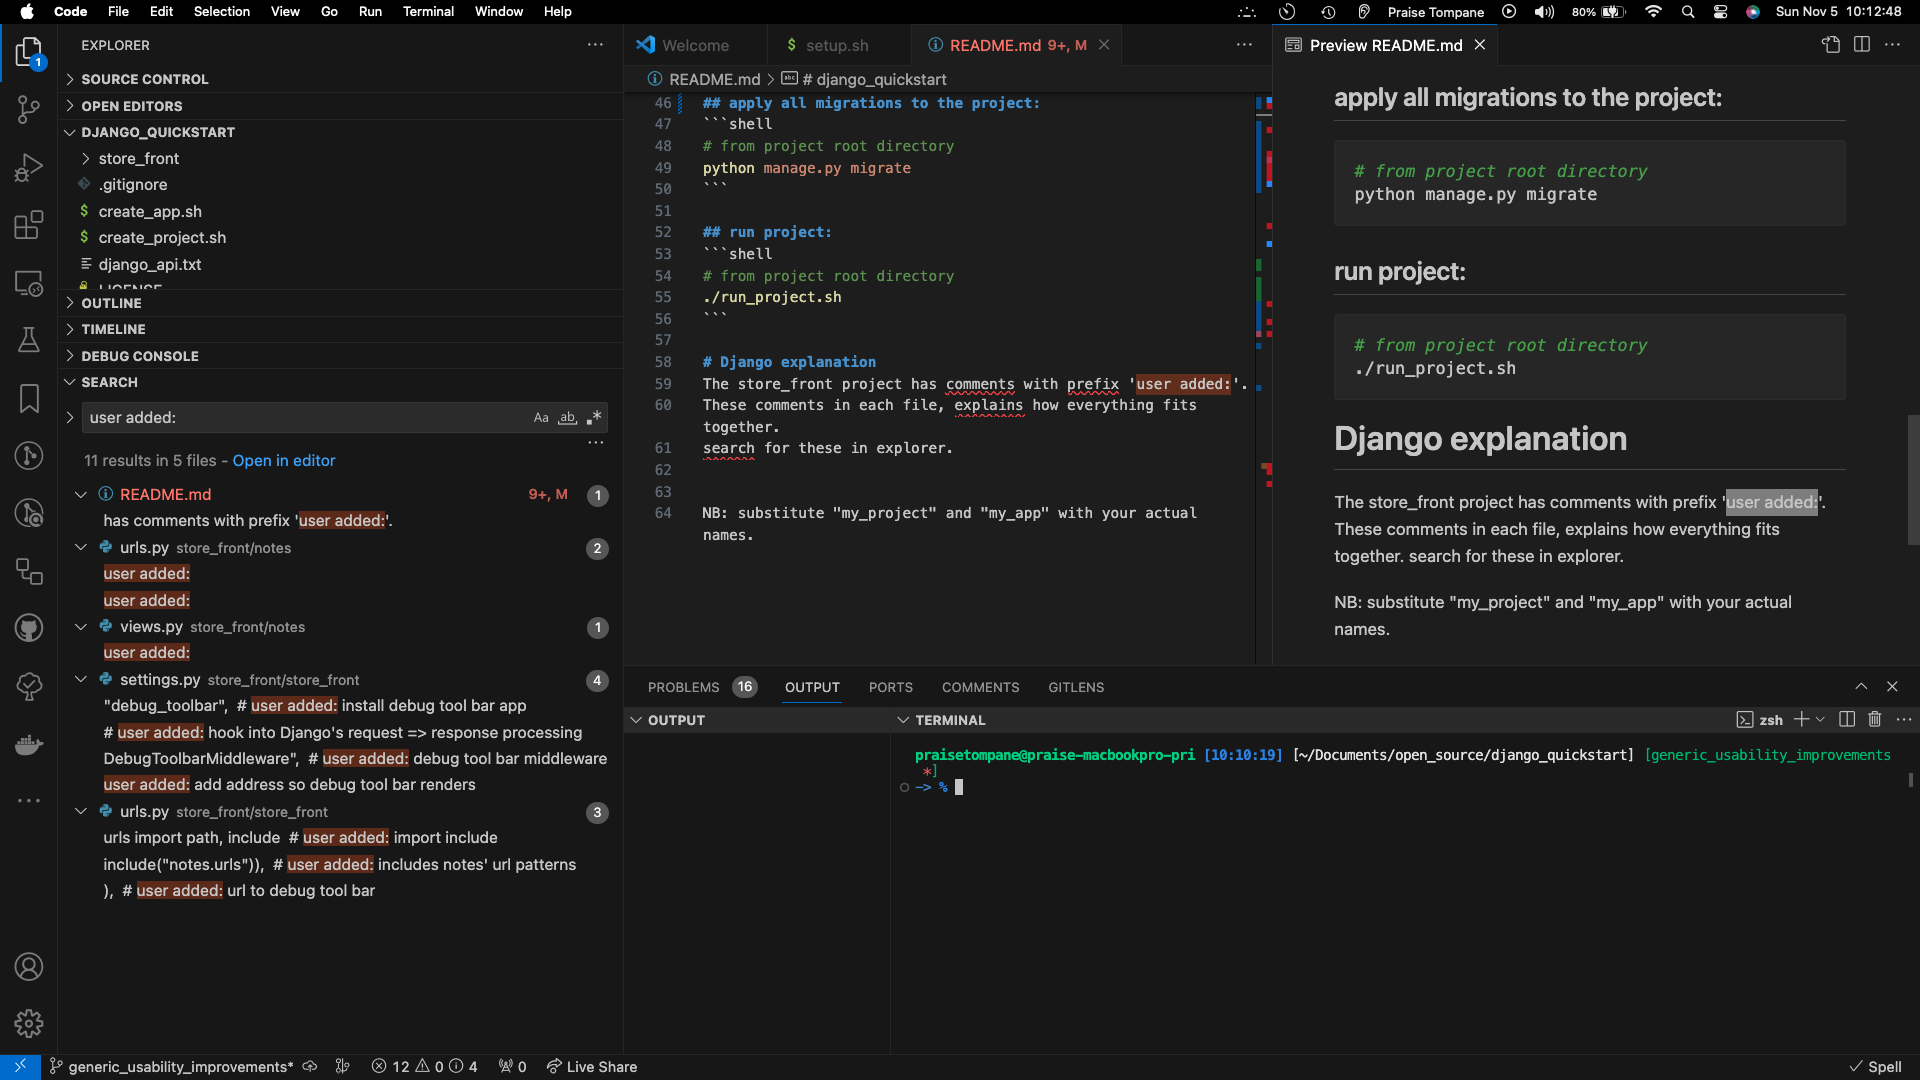 Code File Edit Selection View Go Run Terminal Window Help
Praise Tompane 80% Sun Nov 5 10:12:48
EXPLORER
1
SOURCE CONTROL
OPEN EDITORS
DJANGO_QUICKSTART
store_front
.gitignore
$ create_app.sh
$ create_project.sh
django_api.txt
LICENSE
OUTLINE
TIMELINE
DEBUG CONSOLE
SEARCH
user added:
Aa ab .*
11 results in 5 files - Open in editor
README.md 9+, M 1
has comments with prefix 'user added:'.
urls.py store_front/notes 2
user added:
user added:
views.py store_front/notes 1
user added:
settings.py store_front/store_front 4
"debug_toolbar", # user added: install debug tool bar app
# user added: hook into Django's request => response processing
DebugToolbarMiddleware", # user added: debug tool bar middleware
user added: add address so debug tool bar renders
urls.py store_front/store_front 3
urls import path, include # user added: import include
include("notes.urls")), # user added: includes notes' url patterns
), # user added: url to debug tool bar
Welcome
$ setup.sh
README.md 9+, M
README.md > # django_quickstart
46 ## apply all migrations to the project:
47 ```shell
48 # from project root directory
49 python manage.py migrate
50 ```
51
52 ## run project:
53 ```shell
54 # from project root directory
55 ./run_project.sh
56 ```
57
58 # Django explanation
59 The store_front project has comments with prefix 'user added:'.
60 These comments in each file, explains how everything fits
together.
61 search for these in explorer.
62
63
64 NB: substitute "my_project" and "my_app" with your actual
names.
Preview README.md
apply all migrations to the project:
# from project root directory
python manage.py migrate
run project:
# from project root directory
./run_project.sh
Django explanation
The store_front project has comments with prefix 'user added:'.
These comments in each file, explains how everything fits
together. search for these in explorer.
NB: substitute "my_project" and "my_app" with your actual
names.
PROBLEMS 16 OUTPUT PORTS COMMENTS GITLENS
OUTPUT
TERMINAL
zsh
praisetompane@praise-macbookpro-pri [10:10:19] [~/Documents/open_source/django_quickstart] [generic_usability_improvements
*]
-> %
generic_usability_improvements* 12 0 4 0 Live Share
Spell